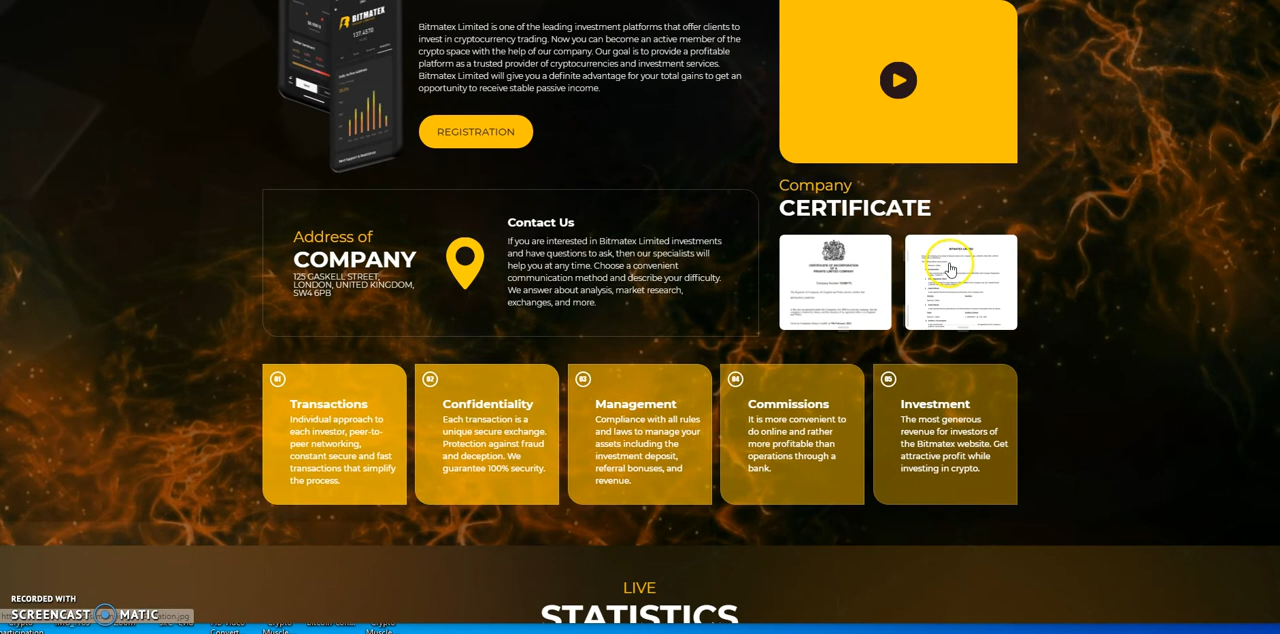 BITMATEX
137.4570
Bitmatex Limited is one of the leading investment platforms that offer clients to
invest in cryptocurrency trading. Now you can become an active member of the
crypto space with the help of our company. Our goal is to provide a profitable
platform as a trusted provider of cryptocurrencies and investment services.
Bitmatex Limited will give you a definite advantage for your total gains to get an
opportunity to receive stable passive income.
REGISTRATION
Company
CERTIFICATE
Address of
COMPANY
125 GASKELL STREET,
LONDON, UNITED KINGDOM,
SW4 6PB
Contact Us
If you are interested in Bitmatex Limited investments
and have questions to ask, then our specialists will
help you at any time. Choose a convenient
communication method and describe your difficulty.
We answer about analysis, market research,
exchanges, and more.
CERTIFICATE OF INCORPORATION
OF A
PRIVATE LIMITED COMPANY
01
Transactions
Individual approach to
each investor, peer-to-
peer networking,
constant secure and fast
transactions that simplify
the process.
02
Confidentiality
Each transaction is a
unique secure exchange.
Protection against fraud
and deception. We
guarantee 100% security.
03
Management
Compliance with all rules
and laws to manage your
assets including the
investment deposit,
referral bonuses, and
revenue.
04
Commissions
It is more convenient to
do online and rather
more profitable than
operations through a
bank.
05
Investment
The most generous
revenue for investors of
the Bitmatex website. Get
attractive profit while
investing in crypto.
LIVE
STATISTICS
RECORDED WITH
SCREENCAST MATIC